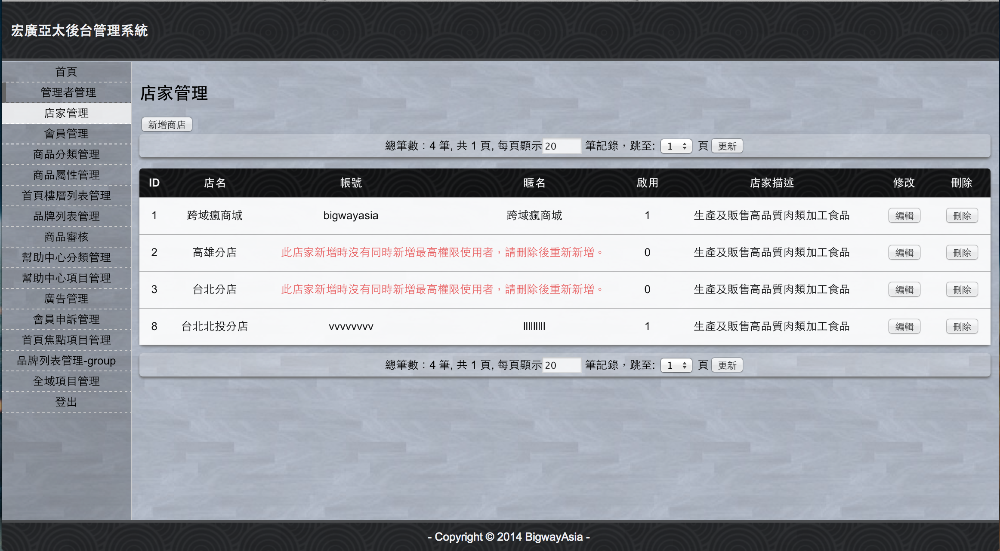 宏廣亞太後台管理系統
首頁
管理者管理
店家管理
會員管理
商品分類管理
商品屬性管理
首頁樓層列表管理
品牌列表管理
商品審核
幫助中心分類管理
幫助中心項目管理
廣告管理
會員申訴管理
首頁焦點項目管理
品牌列表管理-group
全域項目管理
登出
店家管理
新增商店
總筆數：4 筆, 共 1 頁, 每頁顯示 20 筆記錄，跳至: 1 頁 更新
ID 店名 帳號 暱名 啟用 店家描述 修改 刪除
1 跨域瘋商城 bigwayasia 跨域瘋商城 1 生產及販售高品質肉類加工食品 編輯 刪除
2 高雄分店 此店家新增時沒有同時新增最高權限使用者，請刪除後重新新增。 0 生產及販售高品質肉類加工食品 編輯 刪除
3 台北分店 此店家新增時沒有同時新增最高權限使用者，請刪除後重新新增。 0 生產及販售高品質肉類加工食品 編輯 刪除
8 台北北投分店 vvvvvvvv lllllllll 1 生產及販售高品質肉類加工食品 編輯 刪除
總筆數：4 筆, 共 1 頁, 每頁顯示 20 筆記錄，跳至: 1 頁 更新
- Copyright © 2014 BigwayAsia -